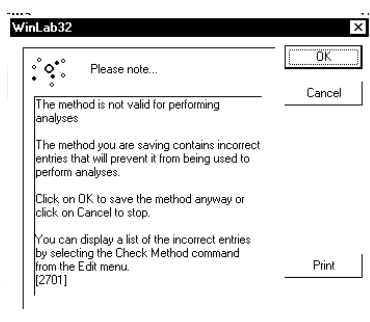 WinLab32
OK
Please note...
Cancel
The method is not valid for performing
analyses
The method you are saving contains incorrect
entries that will prevent it from being used to
perform analyses.
Click on OK to save the method anyway or
click on Cancel to stop.
You can display a list of the incorrect entries
by selecting the Check Method command
from the Edit menu.
Print
[2701]